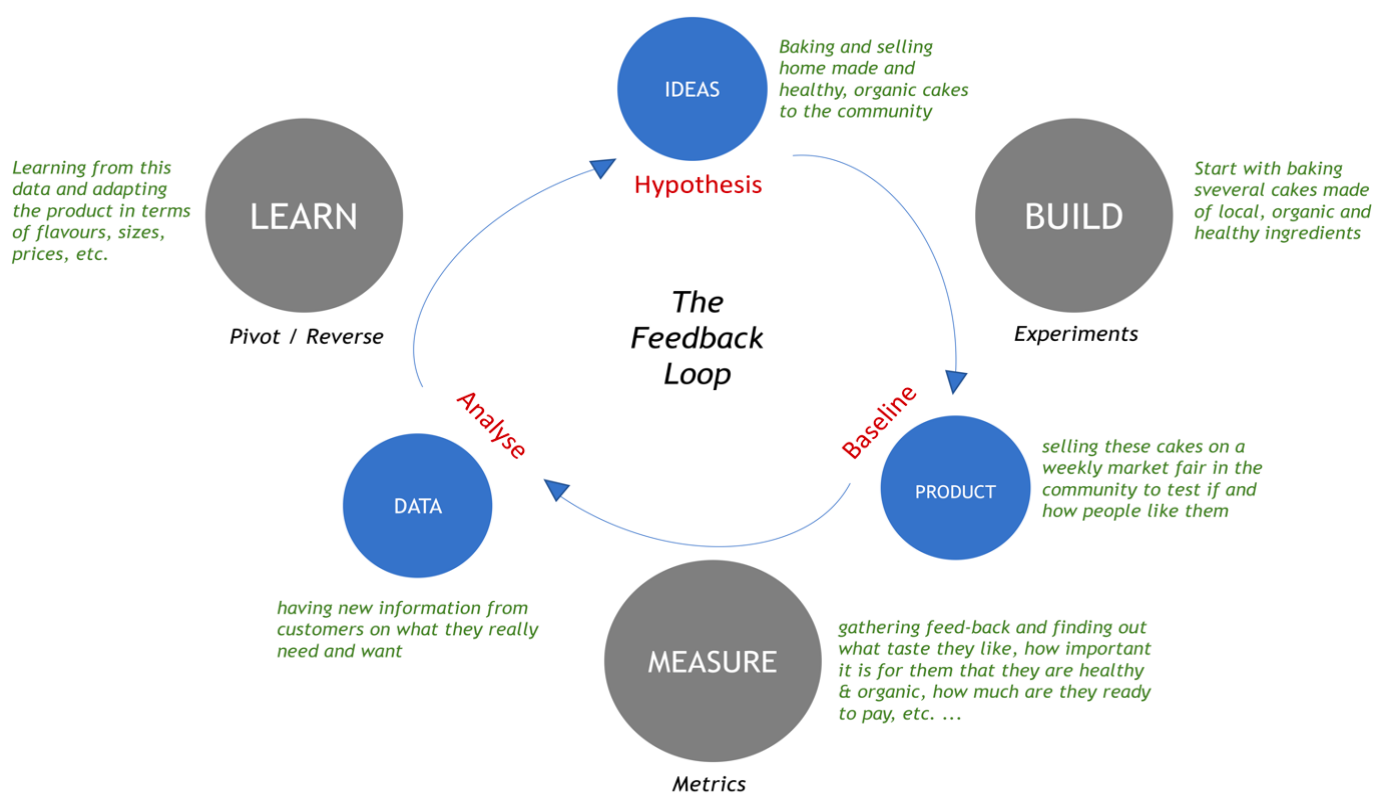 IDEAS
Baking and selling
home made and
healthy, organic cakes
to the community
Hypothesis
BUILD
Start with baking
sveveral cakes made
of local, organic and
healthy ingredients
Experiments
Baseline
PRODUCT
selling these cakes on a
weekly market fair in the
community to test if and
how people like them
MEASURE
gathering feed-back and finding out
what taste they like, how important
it is for them that they are healthy
& organic, how much are they ready
to pay, etc. ...
Metrics
Analyse
DATA
having new information from
customers on what they really
need and want
LEARN
Learning from this
data and adapting
the product in terms
of flavours, sizes,
prices, etc.
Pivot / Reverse
The
Feedback
Loop